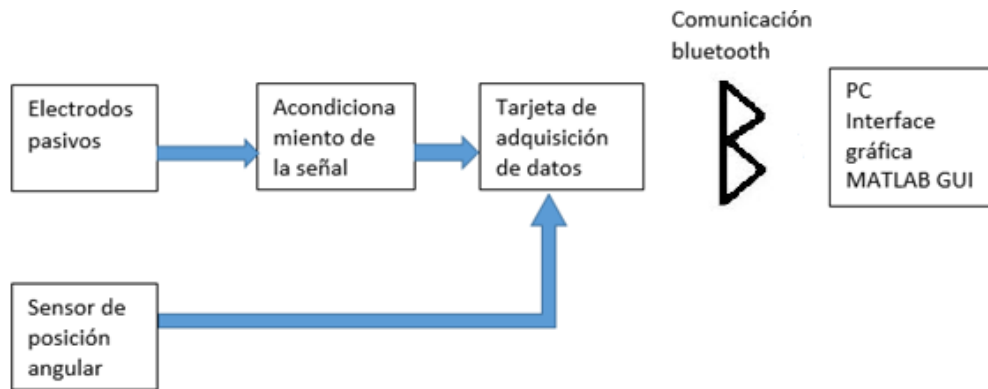 Comunicación
bluetooth
Electrodos
pasivos
Acondiciona
miento de
la señal
Tarjeta de
adquisición
de datos
PC
Interface
gráfica
MATLAB GUI
Sensor de
posición
angular